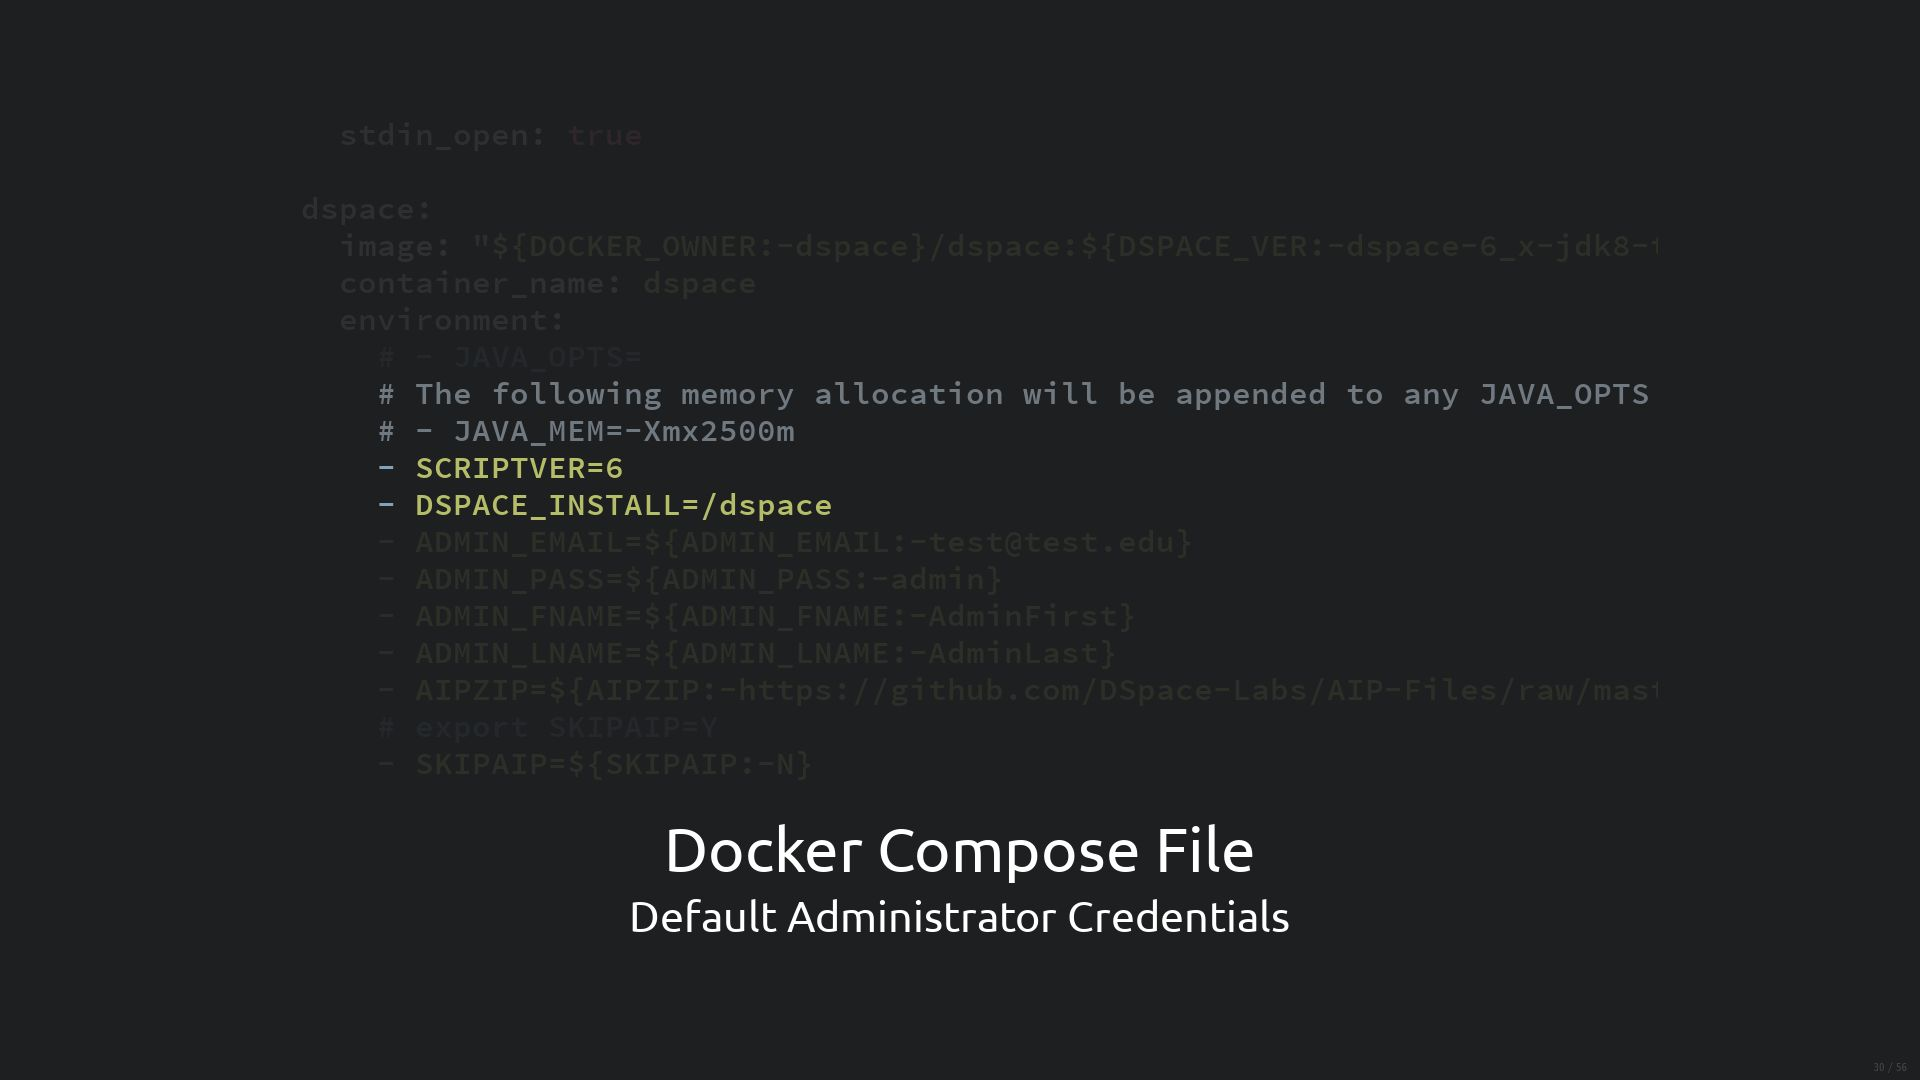 stdin_open: true
dspace:
image: "${DOCKER_OWNER:-dspace}/dspace:${DSPACE_VER:-dspace-6_x-jdk8-
container_name: dspace
environment:
# - JAVA_OPTS=
# The following memory allocation will be appended to any JAVA_OPTS
# - JAVA_MEM=-Xmx2500m
- SCRIPTVER=6
- DSPACE_INSTALL=/dspace
- ADMIN_EMAIL=${ADMIN_EMAIL:-test@test.edu}
- ADMIN_PASS=${ADMIN_PASS:-admin}
- ADMIN_FNAME=${ADMIN_FNAME:-AdminFirst}
- ADMIN_LNAME=${ADMIN_LNAME:-AdminLast}
- AIPZIP=${AIPZIP:-https://github.com/DSpace-Labs/AIP-Files/raw/mast
# export SKIPAIP=Y
- SKIPAIP=${SKIPAIP:-N}
Docker Compose File
Default Administrator Credentials
30 / 56